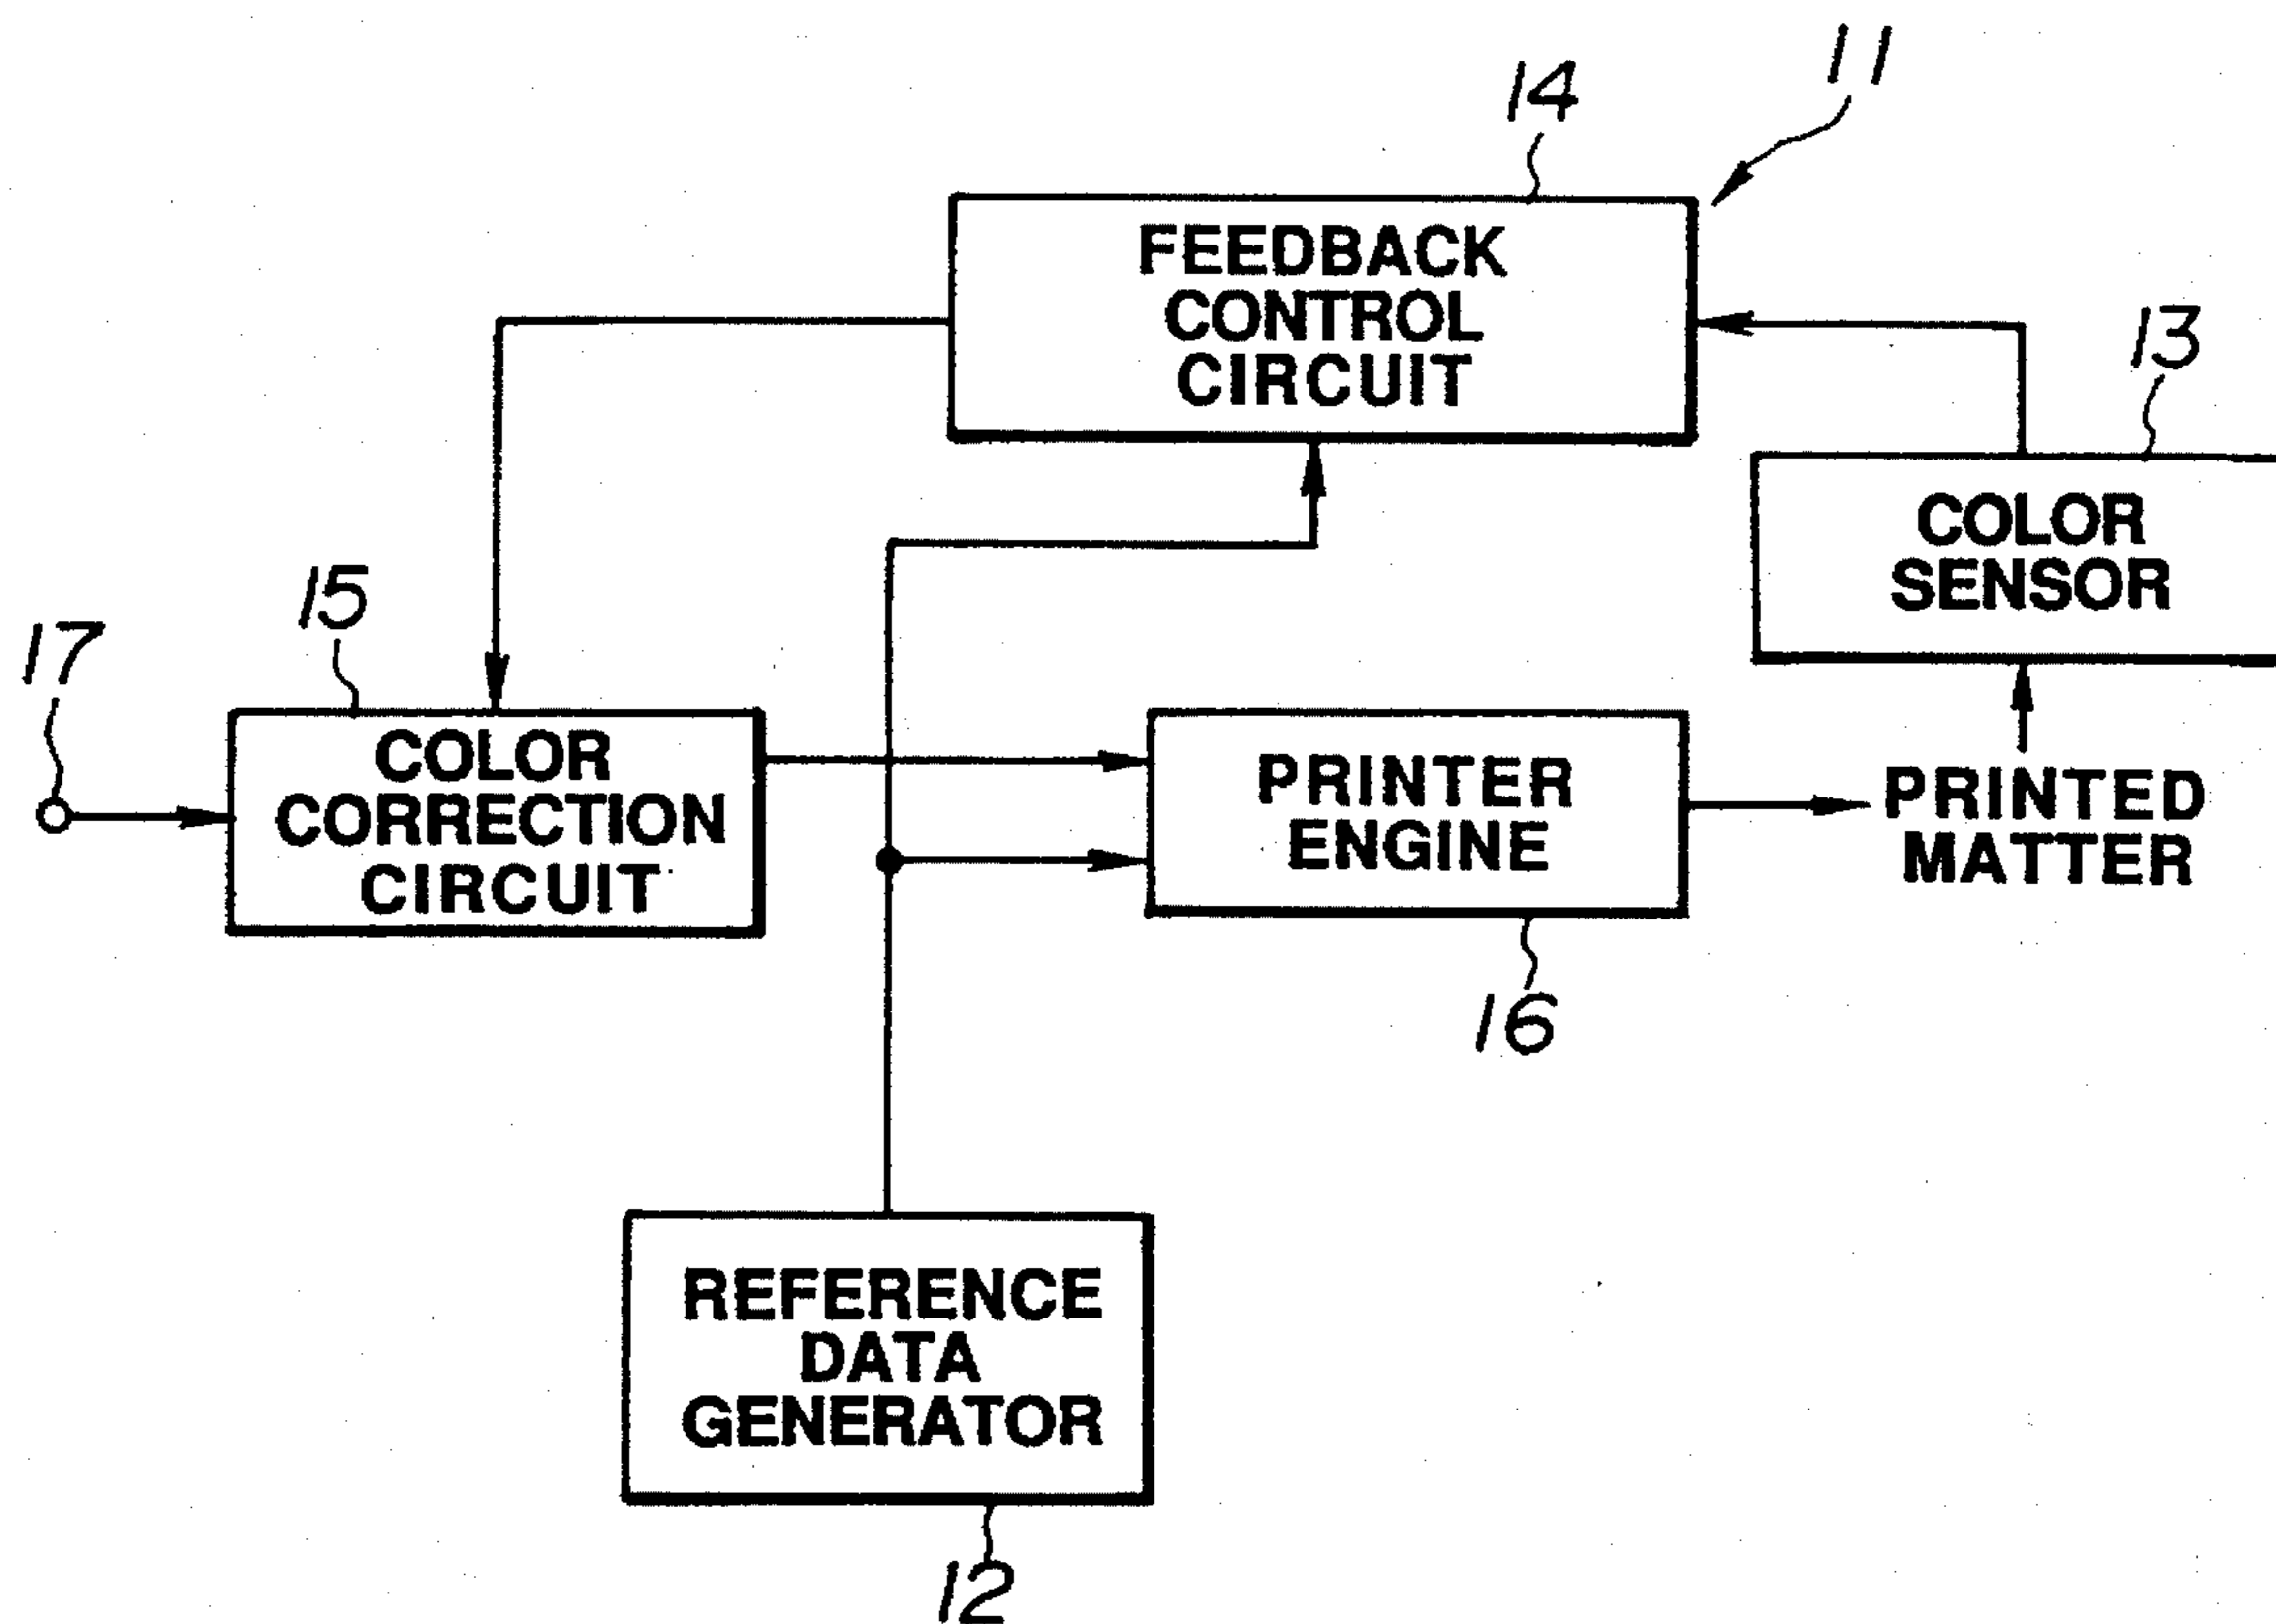 11
14
FEEDBACK
CONTROL
CIRCUIT
13
COLOR
SENSOR
15
17
COLOR
CORRECTION
CIRCUIT
PRINTER
ENGINE
PRINTED
MATTER
16
REFERENCE
DATA
GENERATOR
12